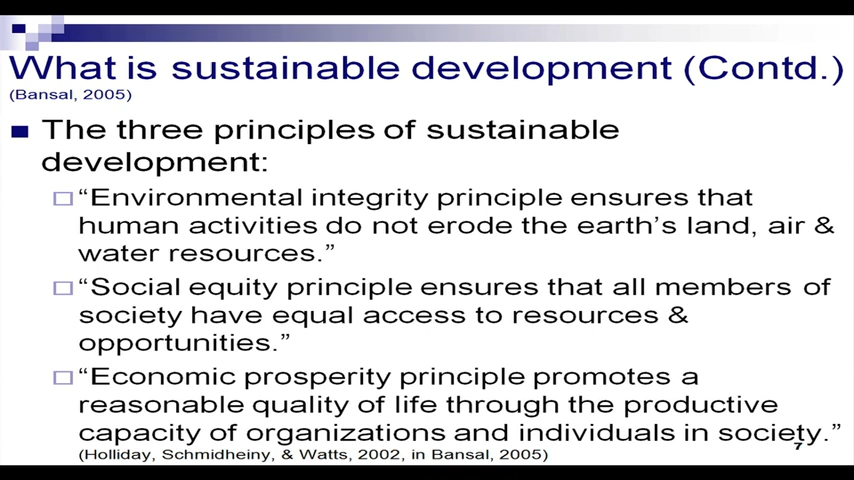 What is sustainable development (Contd.)
(Bansal, 2005)
The three principles of sustainable
development:
“Environmental integrity principle ensures that
human activities do not erode the earth’s land, air &
water resources.”
“Social equity principle ensures that all members of
society have equal access to resources &
opportunities.”
“Economic prosperity principle promotes a
reasonable quality of life through the productive
capacity of organizations and individuals in society.”
7
(Holliday, Schmidheiny, & Watts, 2002, in Bansal, 2005)